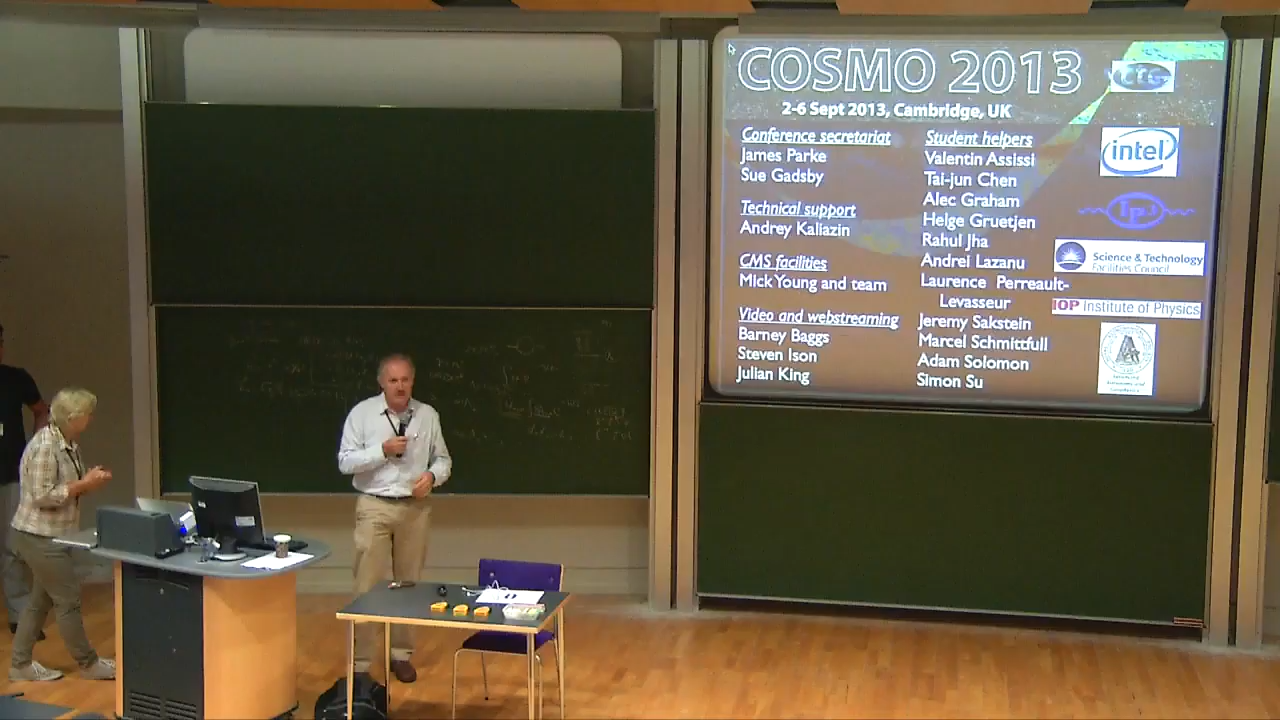 COSMO 2013
2-6 Sept 2013, Cambridge, UK
Conference secretariat
James Parke
Sue Gadsby
Technical support
Andrey Kaliazin
CMS facilities
Mick Young and team
Video and webstreaming
Barney Baggs
Steven Ison
Julian King
Student helpers
Valentin Assissi
Tai-jun Chen
Alec Graham
Helge Gruetjen
Rahul Jha
Andrei Lazanu
Laurence Perreault-
Levasseur
Jeremy Sakstein
Marcel Schmittfull
Adam Solomon
Simon Su
CTC
intel
Science & Technology
Facilities Council
IOP Institute of Physics